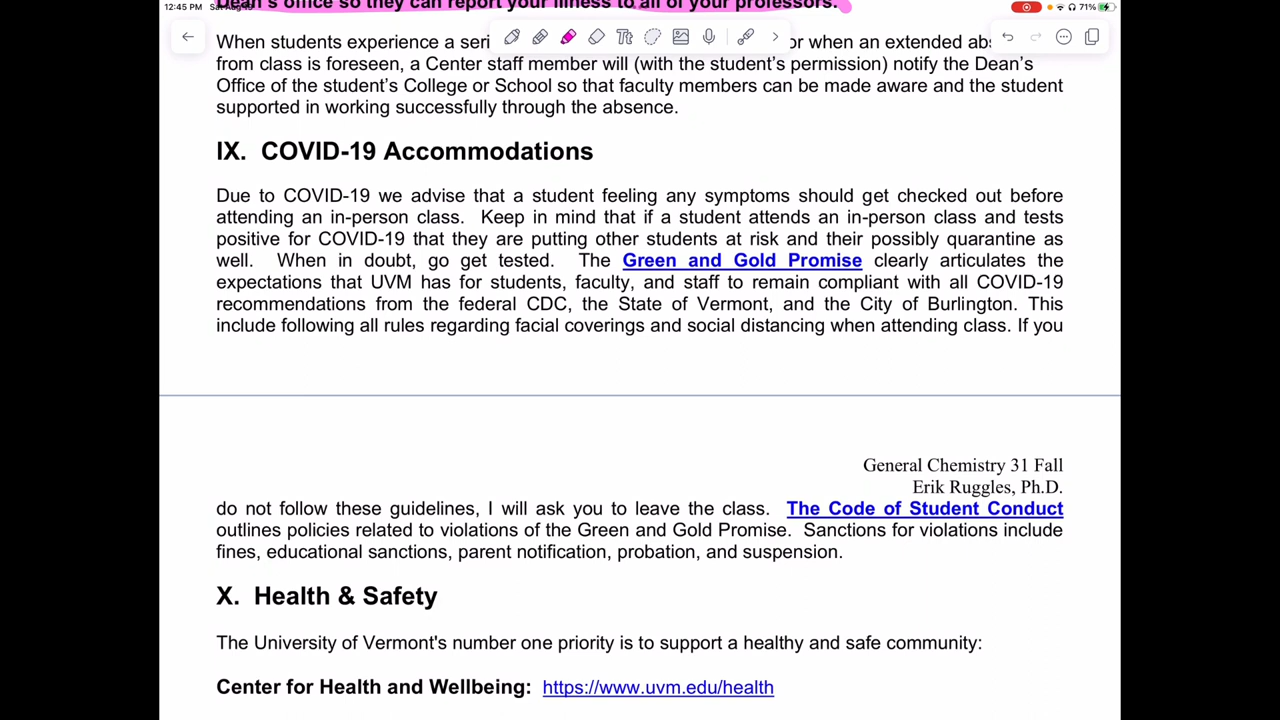 Dean's office so they can report your illness to all of your professors.
12:45 PM Sat Aug 71%
When students experience a seri or when an extended abs
from class is foreseen, a Center staff member will (with the student's permission) notify the Dean's
Office of the student's College or School so that faculty members can be made aware and the student
supported in working successfully through the absence.
IX. COVID-19 Accommodations
Due to COVID-19 we advise that a student feeling any symptoms should get checked out before
attending an in-person class. Keep in mind that if a student attends an in-person class and tests
positive for COVID-19 that they are putting other students at risk and their possibly quarantine as
well. When in doubt, go get tested. The Green and Gold Promise clearly articulates the
expectations that UVM has for students, faculty, and staff to remain compliant with all COVID-19
recommendations from the federal CDC, the State of Vermont, and the City of Burlington. This
include following all rules regarding facial coverings and social distancing when attending class. If you
General Chemistry 31 Fall
Erik Ruggles, Ph.D.
do not follow these guidelines, I will ask you to leave the class. The Code of Student Conduct
outlines policies related to violations of the Green and Gold Promise. Sanctions for violations include
fines, educational sanctions, parent notification, probation, and suspension.
X. Health & Safety
The University of Vermont's number one priority is to support a healthy and safe community:
Center for Health and Wellbeing: https://www.uvm.edu/health